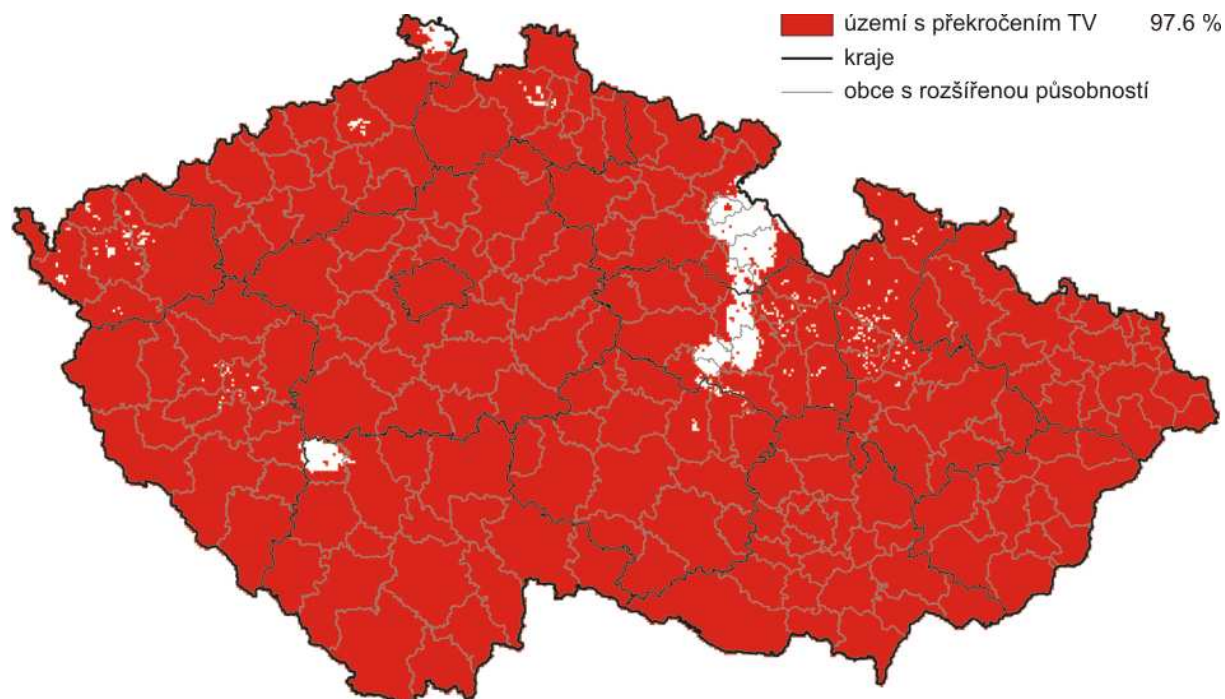 území s překročením TV 97.6 %
kraje
obce s rozšířenou působností